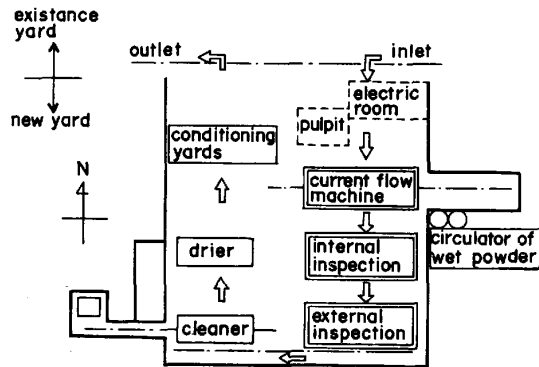 existance
yard
outlet
inlet
electric
room
new yard
pulpit
conditioning
yards
N
current flow
machine
circulator of
wet powder
drier
internal
inspection
cleaner
external
inspection